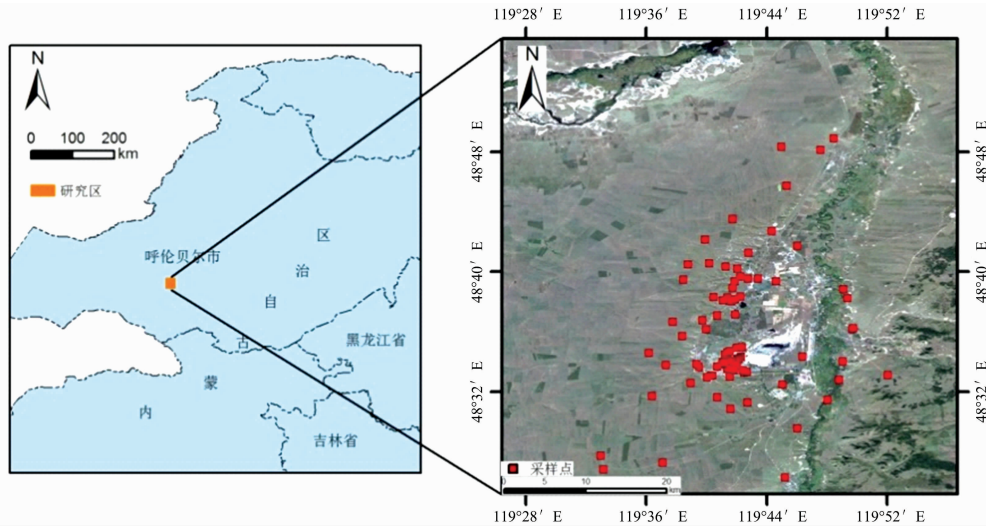 N
0 100 200
km
研究区
呼伦贝尔市
区
治
自
古
蒙
内
黑龙江省
吉林省
119°28′ E 119°36′ E 119°44′ E 119°52′ E
N
48°48′ E
48°40′ E
48°32′ E
48°48′ E
48°40′ E
48°32′ E
采样点
0 5 10 20
km
119°28′ E 119°36′ E 119°44′ E 119°52′ E